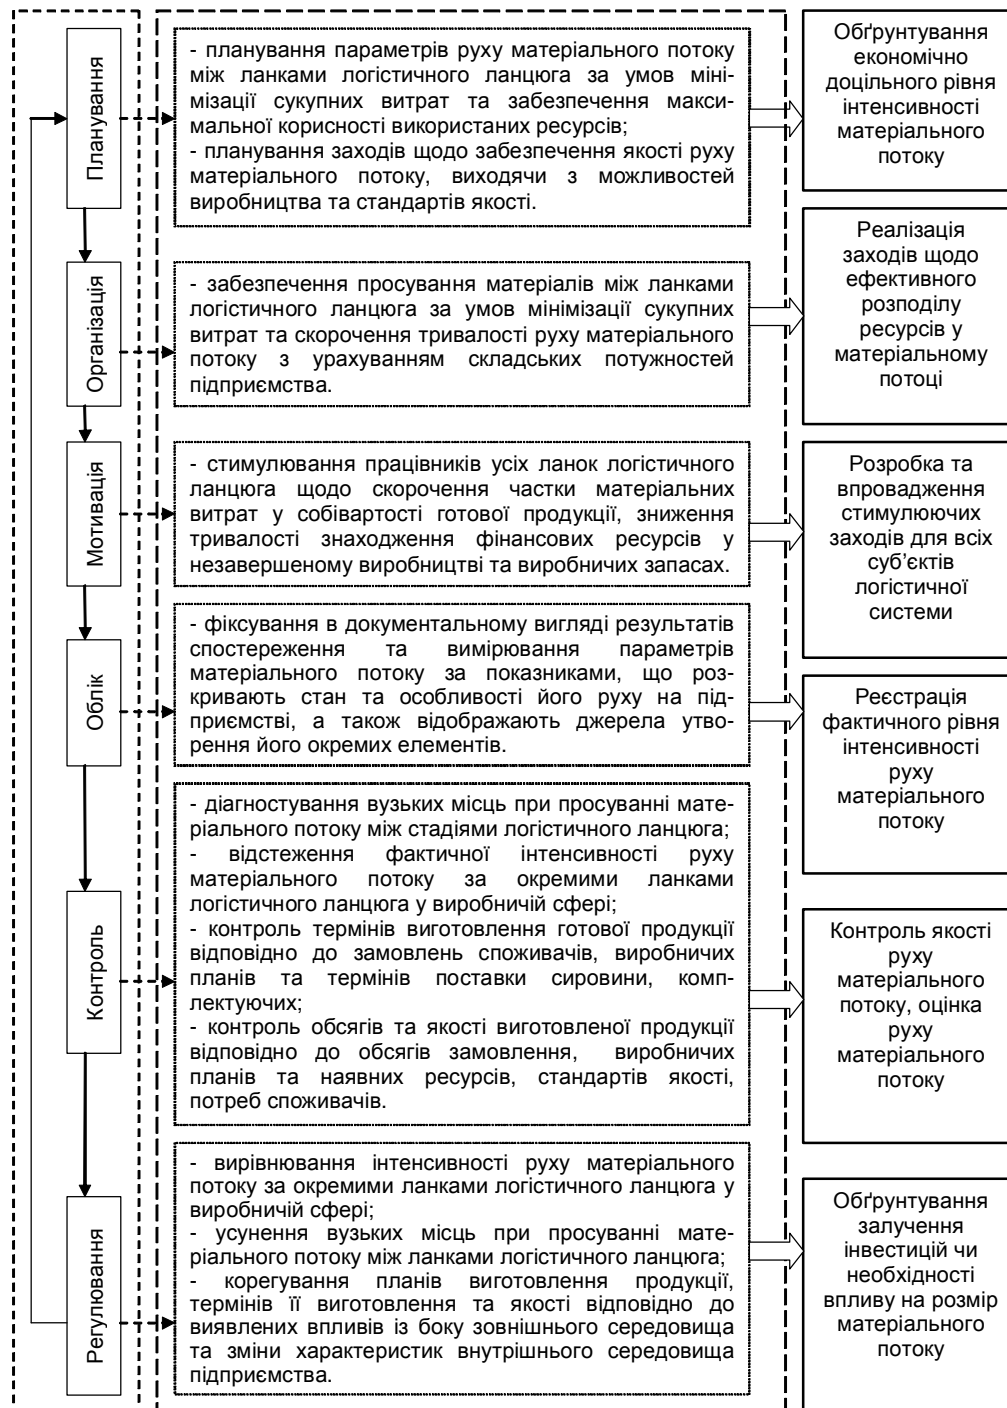 Планування
- планування параметрів руху матеріального потоку
між ланками логістичного ланцюга за умов міні-
мізації сукупних витрат та забезпечення макси-
мальної корисності використаних ресурсів;
- планування заходів щодо забезпечення якості руху
матеріального потоку, виходячи з можливостей
виробництва та стандартів якості.
Обґрунтування
економічно
доцільного рівня
інтенсивності
матеріального
потоку
Організація
- забезпечення просування матеріалів між ланками
логістичного ланцюга за умов мінімізації сукупних
витрат та скорочення тривалості руху матеріального
потоку з урахуванням складських потужностей
підприємства.
Реалізація
заходів щодо
ефективного
розподілу
ресурсів у
матеріальному
потоці
Мотивація
- стимулювання працівників усіх ланок логістичного
ланцюга щодо скорочення частки матеріальних
витрат у собівартості готової продукції, зниження
тривалості знаходження фінансових ресурсів у
незавершеному виробництві та виробничих запасах.
Розробка та
впровадження
стимулюючих
заходів для всіх
суб’єктів
логістичної
системи
Облік
- фіксування в документальному вигляді результатів
спостереження та вимірювання параметрів
матеріального потоку за показниками, що роз-
кривають стан та особливості його руху на під-
приємстві, а також відображають джерела утво-
рення його окремих елементів.
Реєстрація
фактичного рівня
інтенсивності
руху
матеріального
потоку
Контроль
- діагностування вузьких місць при просуванні мате-
ріального потоку між стадіями логістичного ланцюга;
- відстеження фактичної інтенсивності руху
матеріального потоку за окремими ланками
логістичного ланцюга у виробничій сфері;
- контроль термінів виготовлення готової продукції
відповідно до замовлень споживачів, виробничих
планів та термінів поставки сировини, комп-
лектуючих;
- контроль обсягів та якості виготовленої продукції
відповідно до обсягів замовлення, виробничих
планів та наявних ресурсів, стандартів якості,
потреб споживачів.
Контроль якості
руху
матеріального
потоку, оцінка
руху
матеріального
потоку
Регулювання
- вирівнювання інтенсивності руху матеріального
потоку за окремими ланками логістичного ланцюга у
виробничій сфері;
- усунення вузьких місць при просуванні мате-
ріального потоку між ланками логістичного ланцюга;
- корегування планів виготовлення продукції,
термінів її виготовлення та якості відповідно до
виявлених впливів із боку зовнішнього середовища
та зміни характеристик внутрішнього середовища
підприємства.
Обґрунтування
залучення
інвестицій чи
необхідності
впливу на розмір
матеріального
потоку